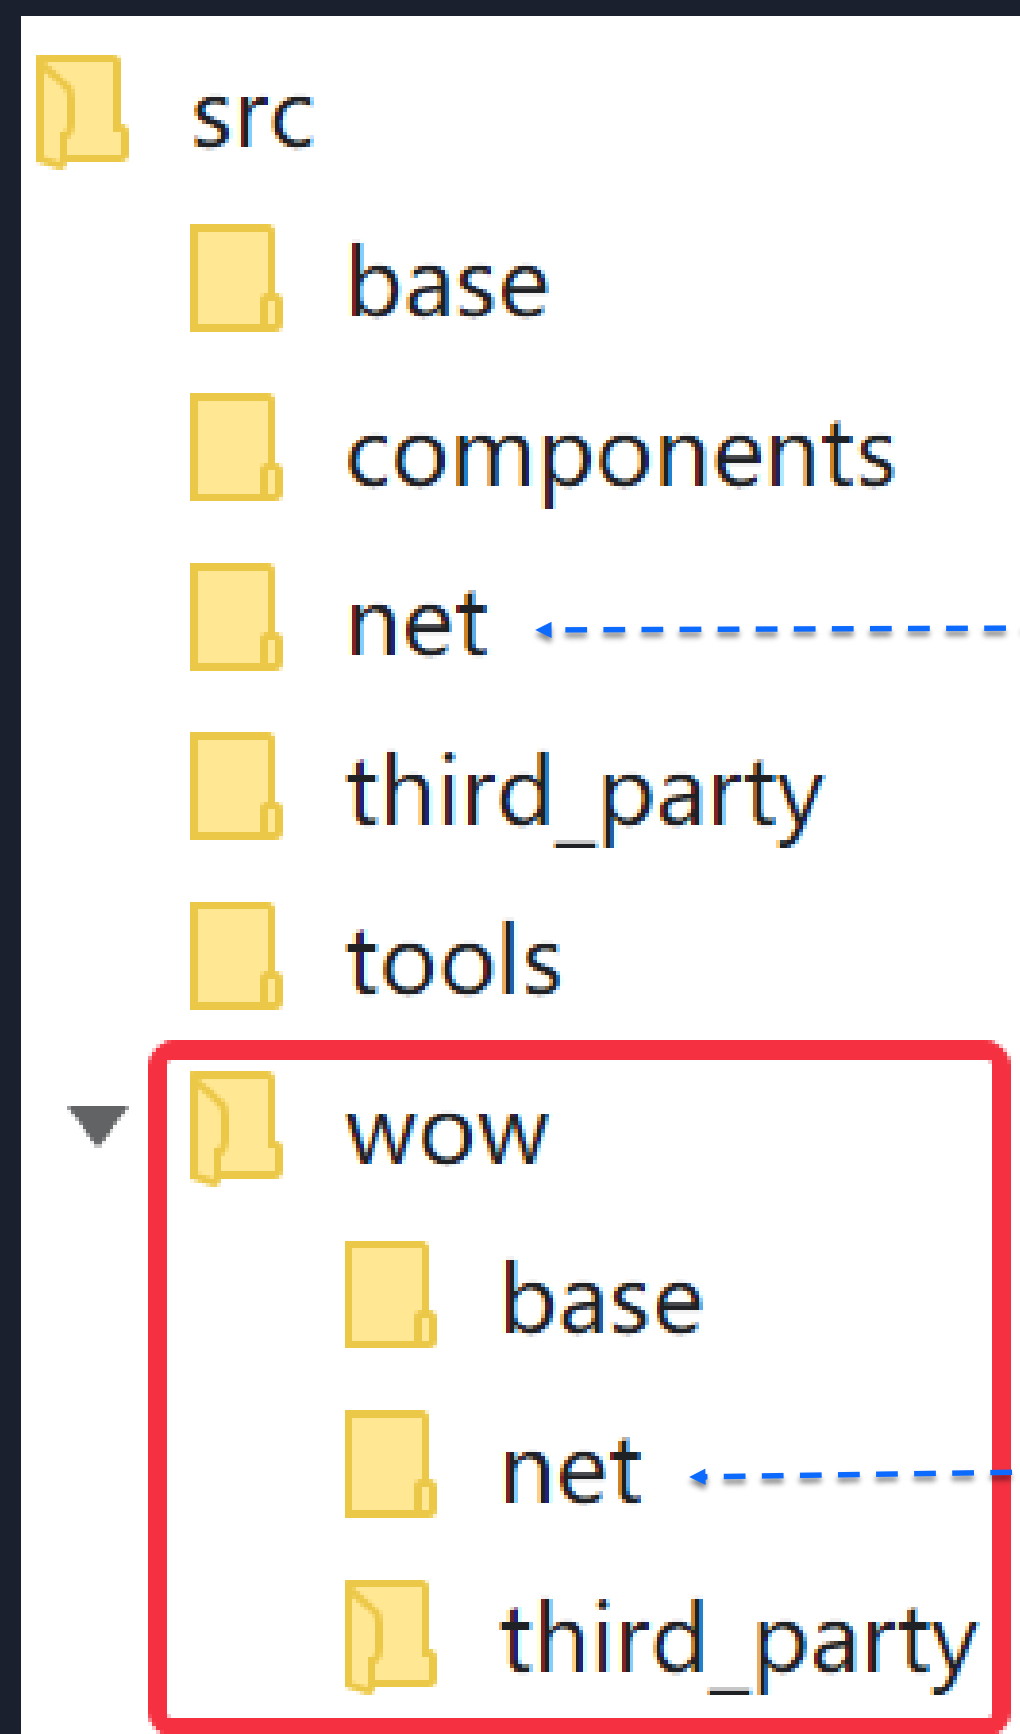 src
base
components
net
third_party
tools
wow
base
net
third_party